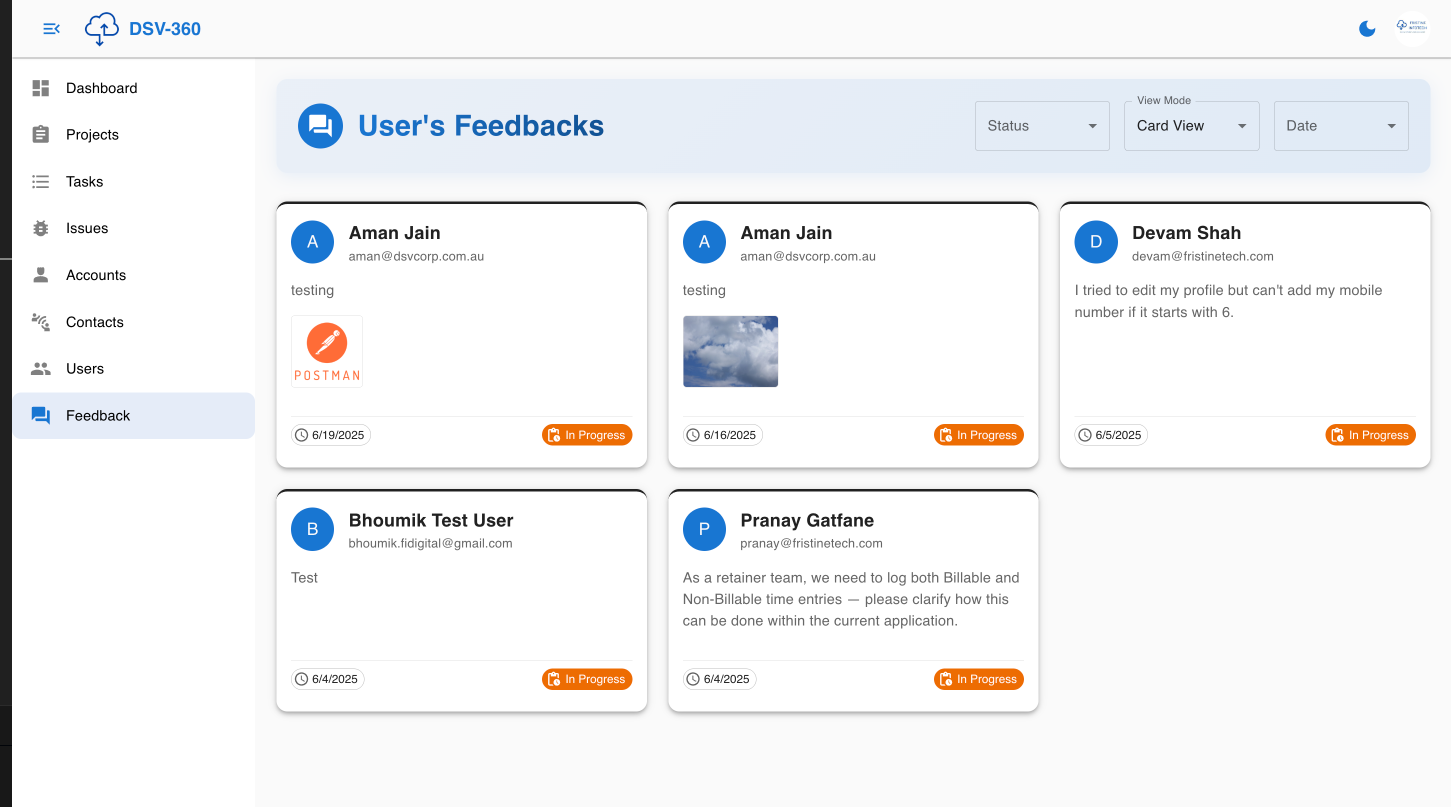 DSV-360
Dashboard
Projects
Tasks
Issues
Accounts
Contacts
Users
Feedback
User's Feedbacks
Status
View Mode
Card View
Date
A
Aman Jain
aman@dsvcorp.com.au
testing
POSTMAN
6/19/2025
In Progress
A
Aman Jain
aman@dsvcorp.com.au
testing
6/16/2025
In Progress
D
Devam Shah
devam@fristinetech.com
I tried to edit my profile but can't add my mobile
number if it starts with 6.
6/5/2025
In Progress
B
Bhoumik Test User
bhoumik.fidigital@gmail.com
Test
6/4/2025
In Progress
P
Pranay Gatfane
pranay@fristinetech.com
As a retainer team, we need to log both Billable and
Non-Billable time entries — please clarify how this
can be done within the current application.
6/4/2025
In Progress